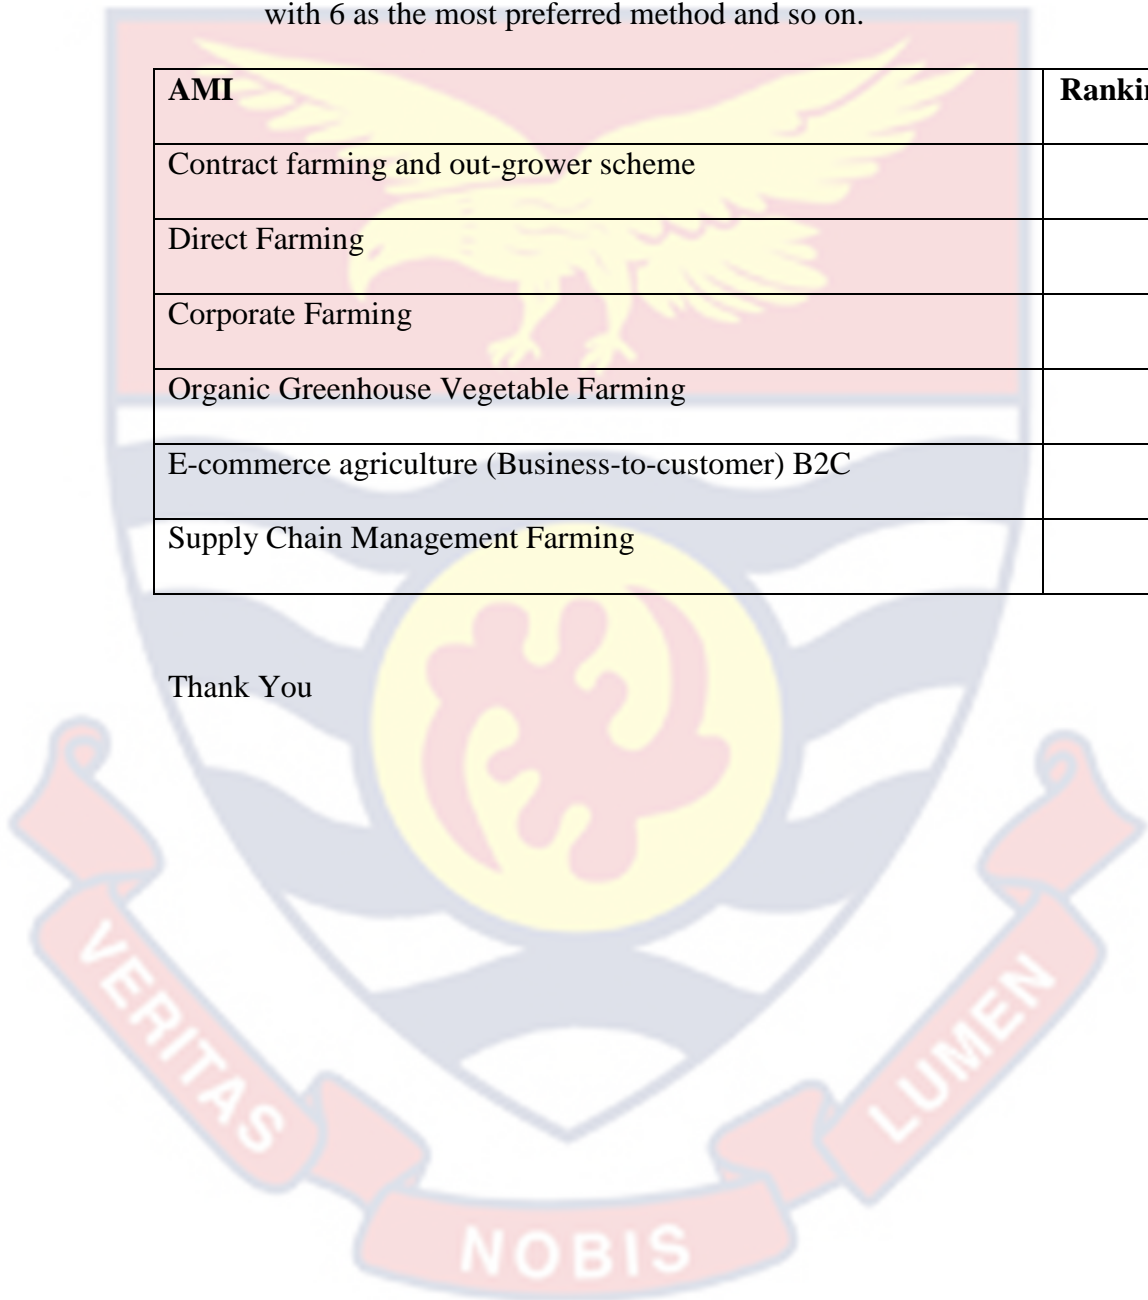 with 6 as the most preferred method and so on.
AMI
Contract farming and out-grower scheme
Direct Farming
Corporate Farming
Organic Greenhouse Vegetable Farming
E-commerce agriculture (Business-to-customer) B2C
Supply Chain Management Farming
Thank You
VERITAS
NOBIS
LUMEN